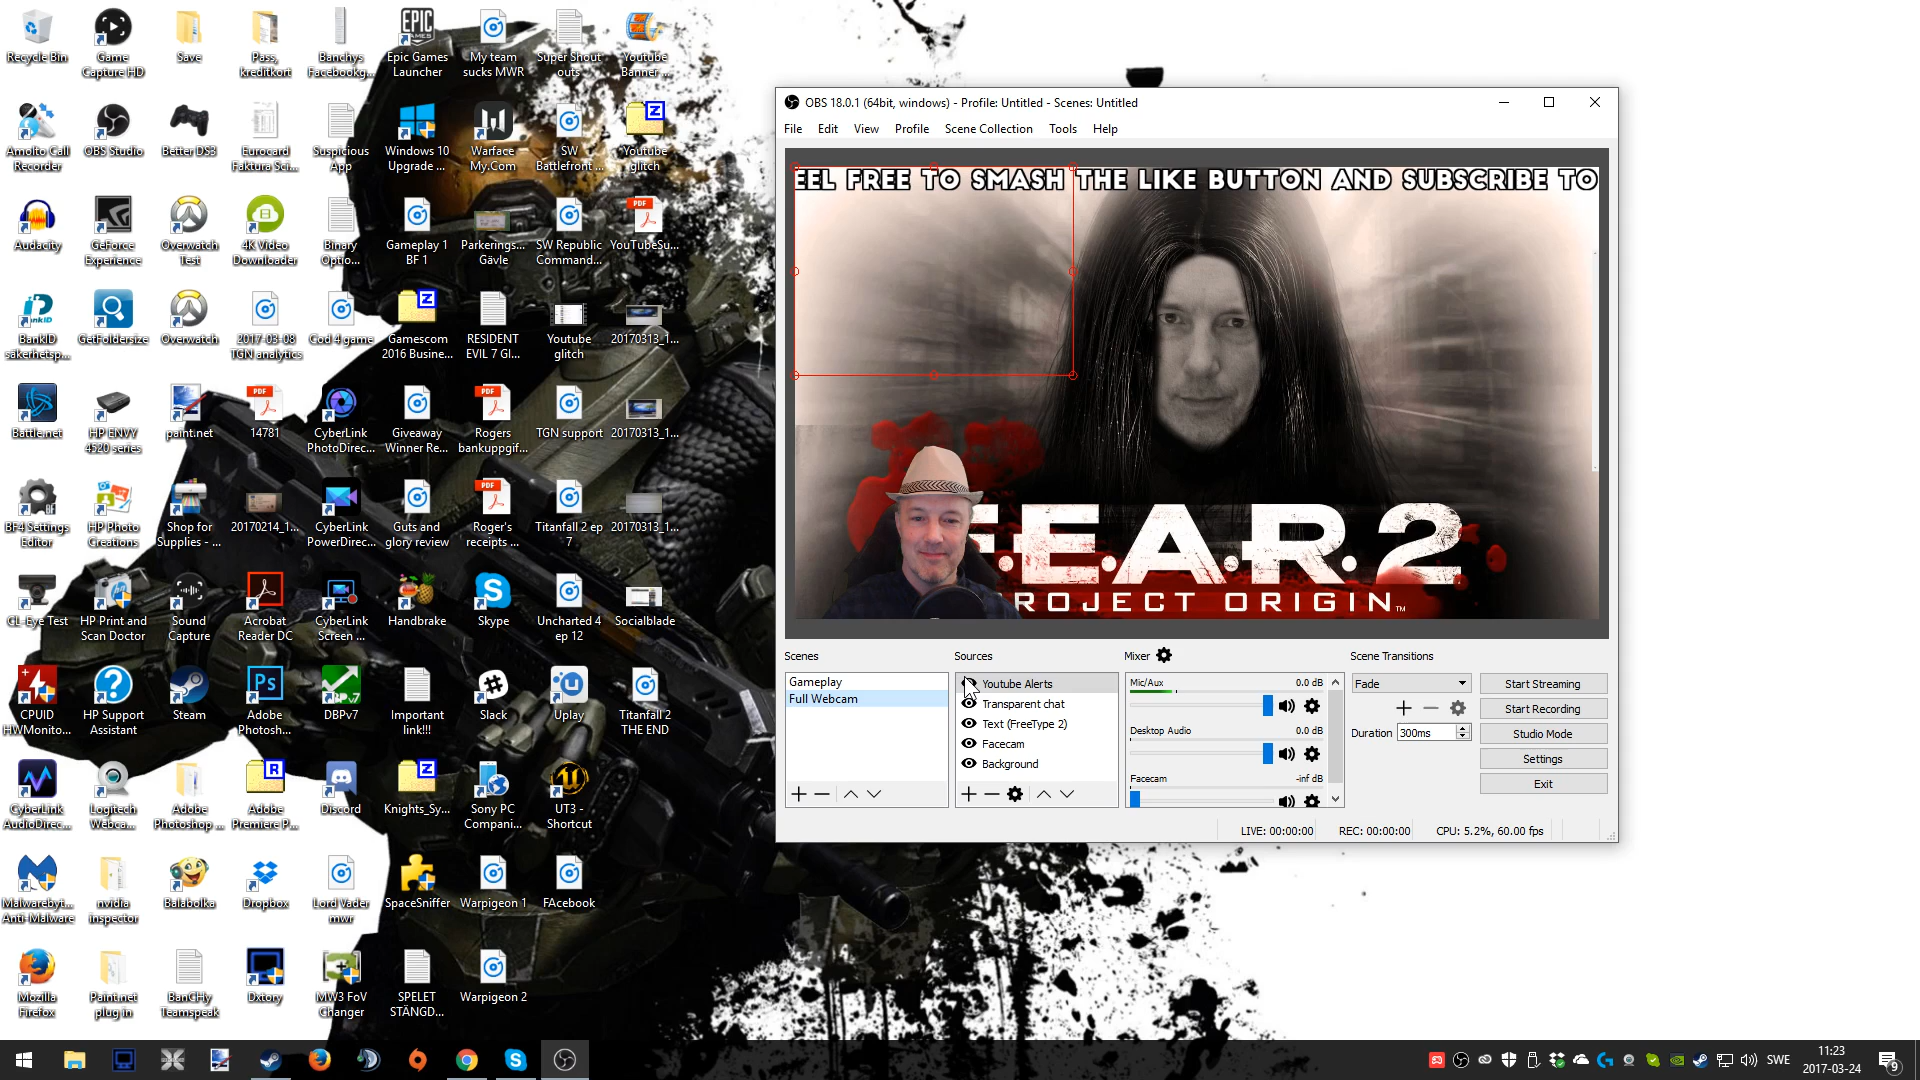 Recycle Bin
Game
Capture HD
Save
Pass,
kreditkort
Banchys
Facebookg...
Epic Games
Launcher
My team
sucks MWR
Super Shout
outs
Youtube
Banner ...
Arnolito Call
Recorder
OBS Studio
Better DS3
Eurocard
Faktura Sci...
Suspicious
App
Windows 10
Upgrade ...
Warface
My.Com
SW
Battlefront ...
Youtube
glitch
Audacity
GeForce
Experience
Overwatch
Test
4K Video
Downloader
Binary
Optio...
Gameplay 1
BF 1
Parkerings...
Gävle
SW Republic
Command...
YouTubeSu...
BankID
säkerhetsp...
GetFoldersize
Overwatch
2017-03-08
TGN analytics
Cod 4 game
Gamescom
2016 Busine...
RESIDENT
EVIL 7 Gl...
Youtube
glitch
20170313_1...
Battle.net
HP ENVY
4520 series
paint.net
14781
CyberLink
PhotoDirec...
Giveaway
Winner Re...
Rogers
bankuppgif...
TGN support
20170313_1...
BF4 Settings
Editor
HP Photo
Creations
Shop for
Supplies - ...
20170214_1...
CyberLink
PowerDirec...
Guts and
glory review
Roger's
receipts ...
Titanfall 2 ep
7
20170313_1...
CL-Eye Test
HP Print and
Scan Doctor
Sound
Capture
Acrobat
Reader DC
CyberLink
Screen ...
Handbrake
Skype
Uncharted 4
ep 12
Socialblade
CPUID
HWMonito...
HP Support
Assistant
Steam
Adobe
Photosh...
DBPv7
Important
link!!!
Slack
Uplay
Titanfall 2
THE END
CyberLink
AudioDirec...
Logitech
Webca...
Adobe
Photoshop ...
Adobe
Premiere P...
Discord
Knights_Sy...
Sony PC
Compani...
UT3 -
Shortcut
Malwarebyt...
Anti-Malware
nvidia
inspector
Balabolka
Dropbox
Lord Vader
mwr
SpaceSniffer
Warpigeon 1
FAcebook
Mozilla
Firefox
Paint.net
plug in
BanCHy
Teamspeak
Dxtory
MW3 FoV
Changer
SPELET
STÄNGD...
Warpigeon 2
OBS 18.0.1 (64bit, windows) - Profile: Untitled - Scenes: Untitled
File Edit View Profile Scene Collection Tools Help
EEL FREE TO SMASH THE LIKE BUTTON AND SUBSCRIBE TO
F.E.A.R. 2
PROJECT ORIGIN™
Scenes
Gameplay
Full Webcam
Sources
Youtube Alerts
Transparent chat
Text (FreeType 2)
Facecam
Background
Mixer
Mic/Aux 0.0 dB
Desktop Audio 0.0 dB
Facecam -inf dB
Scene Transitions
Fade
Duration 300ms
Start Streaming
Start Recording
Studio Mode
Settings
Exit
LIVE: 00:00:00 REC: 00:00:00 CPU: 5.2%, 60.00 fps
SWE
11:23
2017-03-24
9